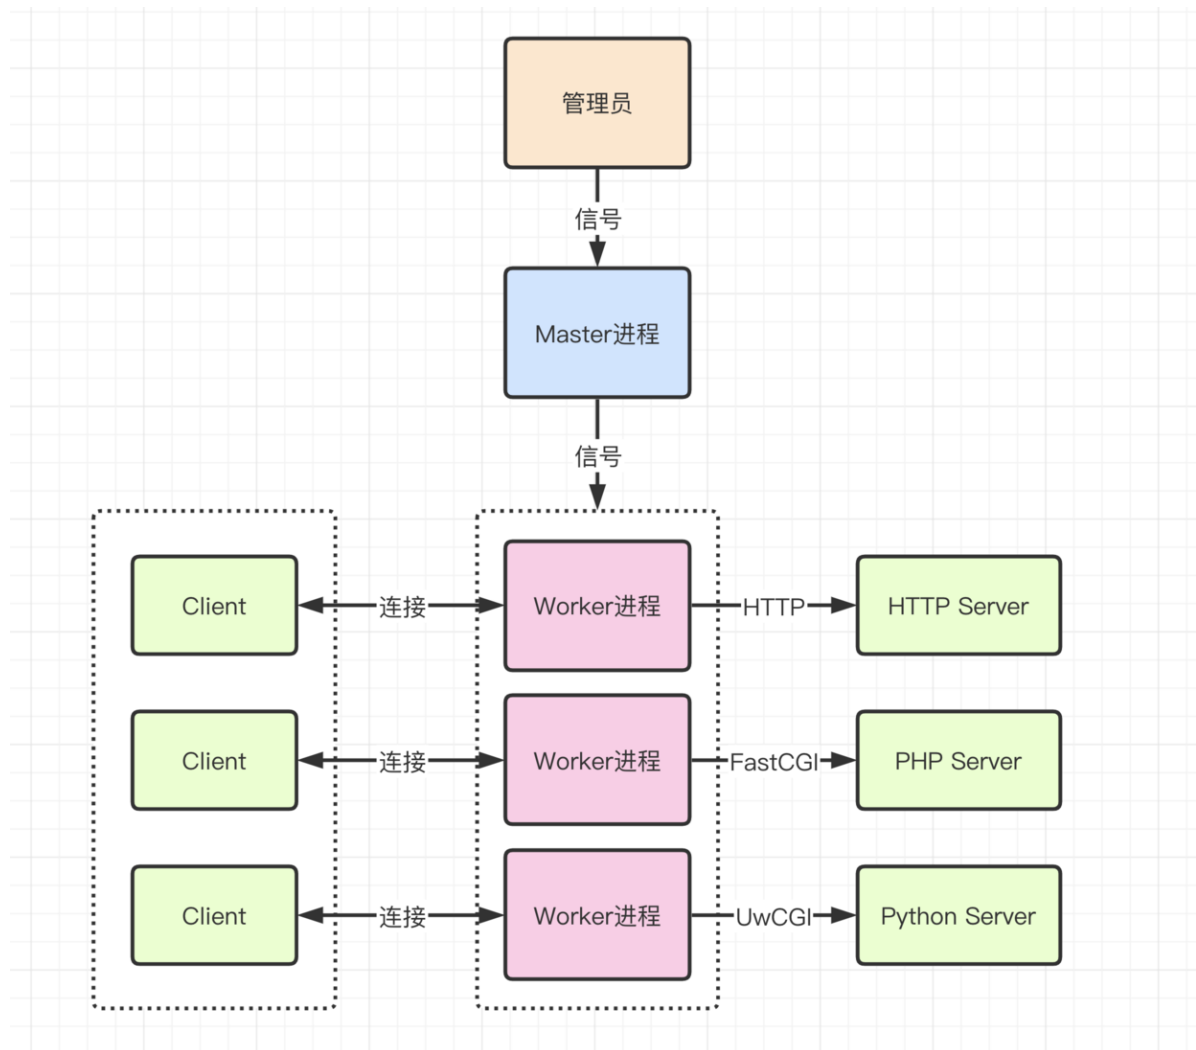 管理员
信号
Master进程
信号
Client
连接
Worker进程
HTTP
HTTP Server
Client
连接
Worker进程
FastCGI
PHP Server
Client
连接
Worker进程
UwCGI
Python Server